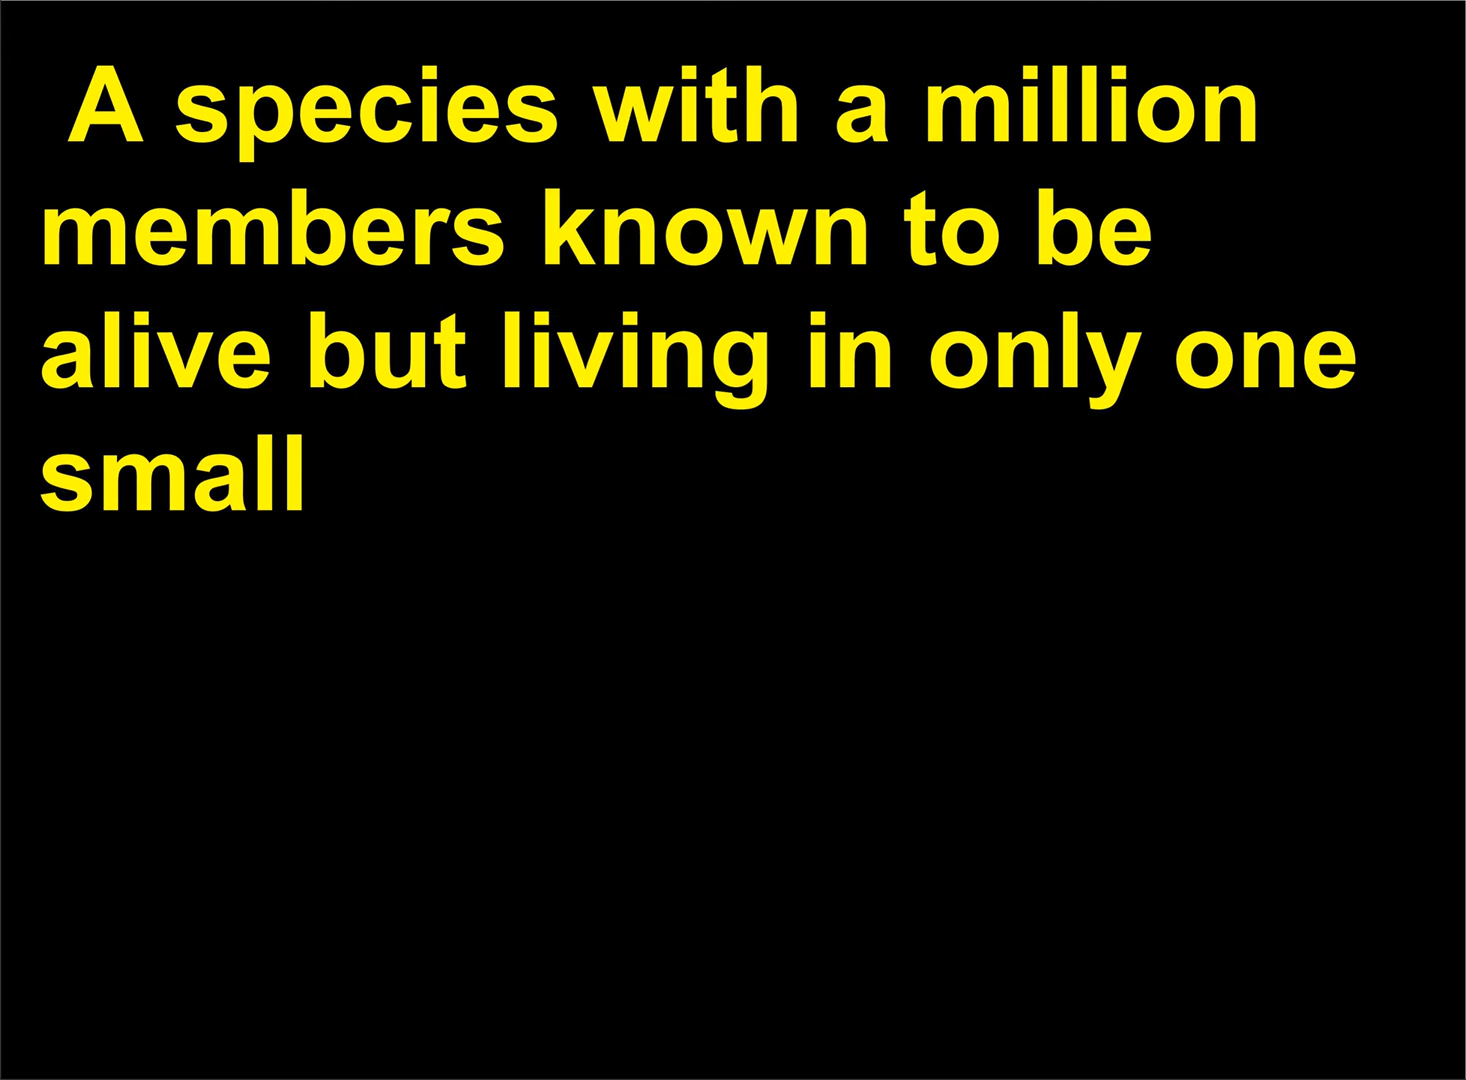 A species with a million
members known to be
alive but living in only one
small